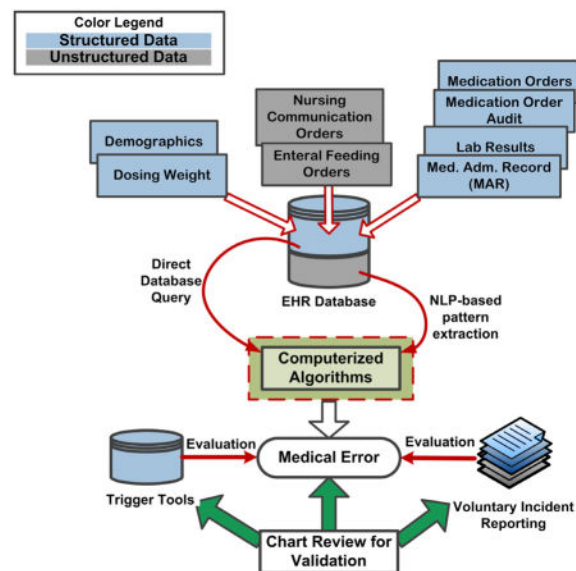 Color Legend
Structured Data
Unstructured Data
Nursing
Communication
Orders
Enteral Feeding
Orders
Medication Orders
Medication Order
Audit
Lab Results
Med. Adm. Record
(MAR)
Demographics
Dosing Weight
Direct
Database
Query
EHR Database
NLP-based
pattern
extraction
Computerized
Algorithms
Evaluation
Medical Error
Evaluation
Trigger Tools
Voluntary Incident
Reporting
Chart Review for
Validation